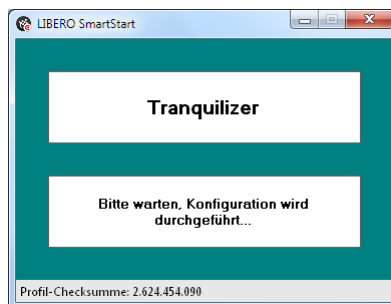 LIBERO SmartStart
Tranquilizer
Bitte warten, Konfiguration wird
durchgeführt...
Profil-Checksumme: 2.624.454.090